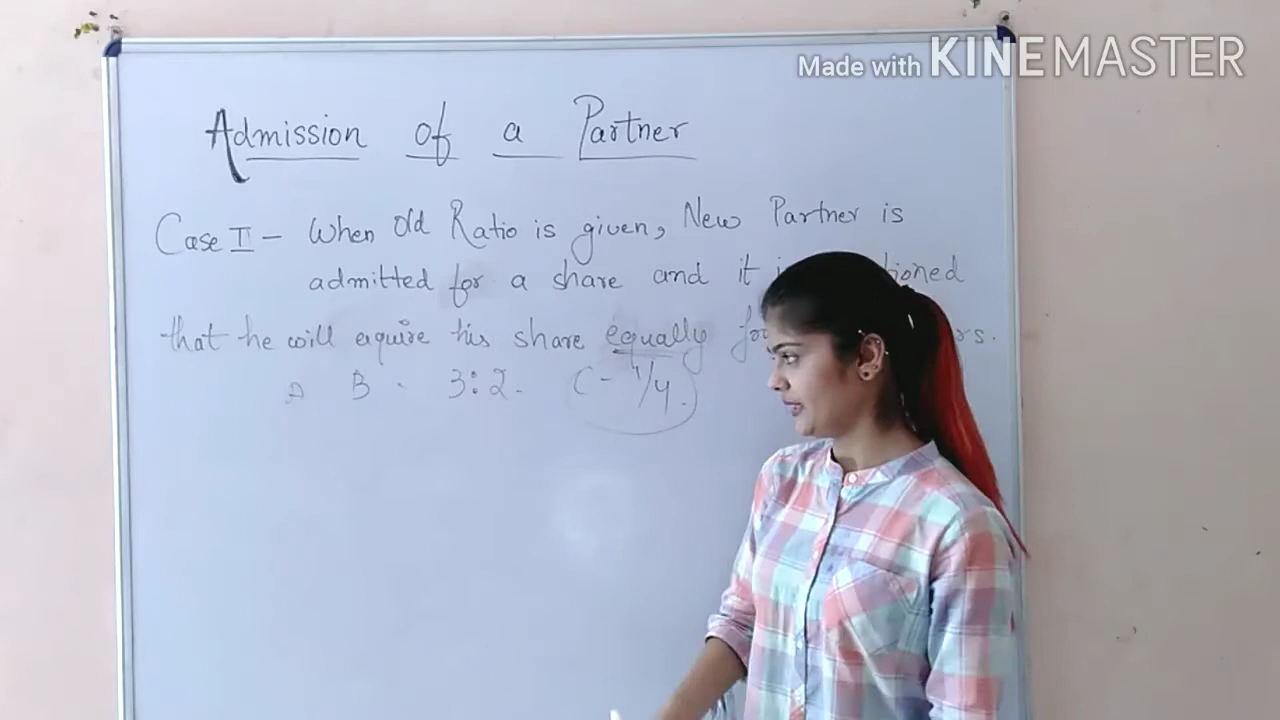 Made with KINEMASTER
Admission of a Partner
Case II - When Old Ratio is given, New Partner is
admitted for a share and it
that he will aquire his share equally
A B . 3:2. C - 1/4.